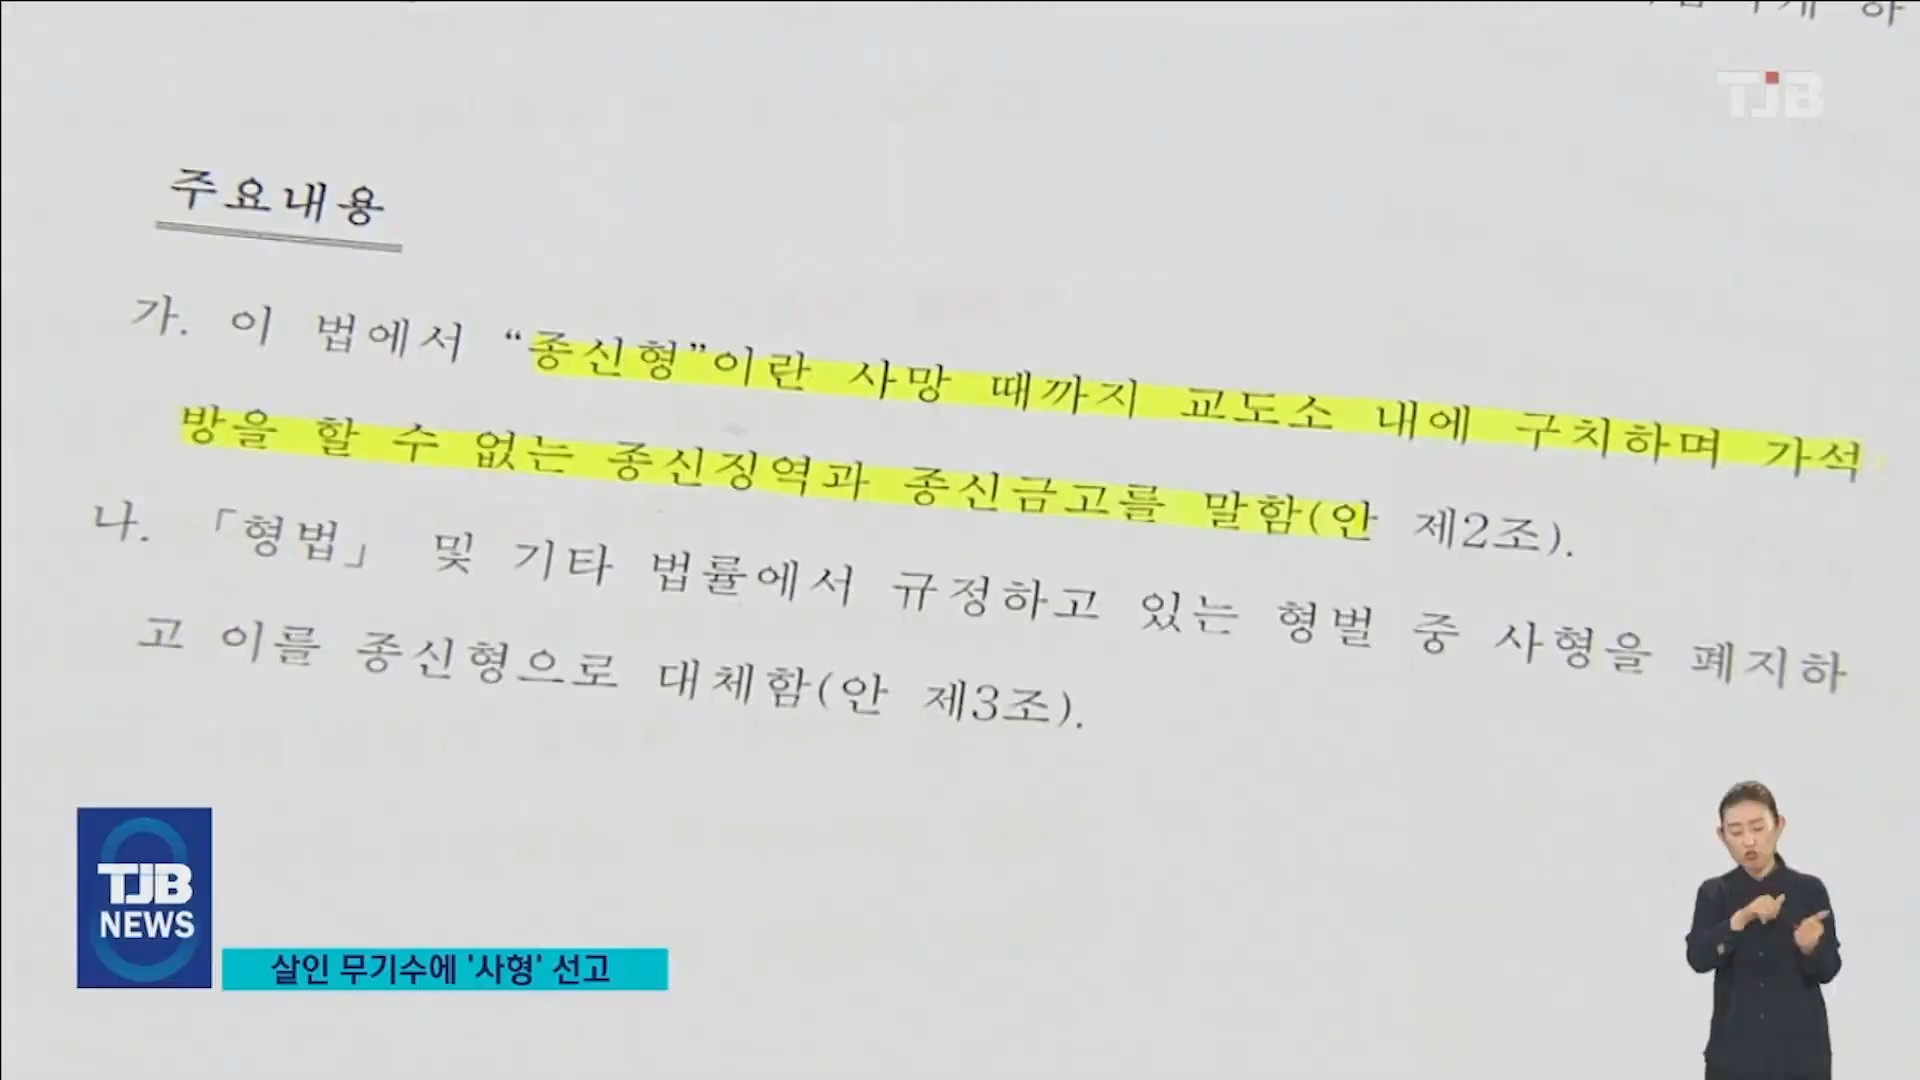 TJB
주요내용
가. 이 법에서 “종신형”이란 사망 때까지 교도소 내에 구치하며 가석
방을 할 수 없는 종신징역과 종신금고를 말함(안 제2조).
나. 「형법」 및 기타 법률에서 규정하고 있는 형벌 중 사형을 폐지하
고 이를 종신형으로 대체함(안 제3조).
8
TJB
NEWS
살인 무기수에 '사형' 선고